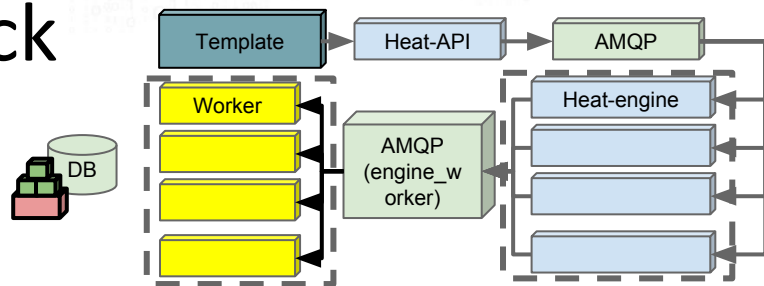 ck
Template
Heat-API
AMQP
Worker
Heat-engine
AMQP
(engine_w
orker)
DB